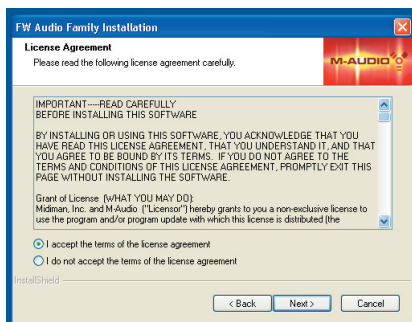 FW Audio Family Installation
License Agreement
Please read the following license agreement carefully.
M-AUDIO
IMPORTANT----READ CAREFULLY
BEFORE INSTALLING THIS SOFTWARE
BY INSTALLING OR USING THIS SOFTWARE, YOU ACKNOWLEDGE THAT YOU
HAVE READ THIS LICENSE AGREEMENT, THAT YOU UNDERSTAND IT, AND THAT
YOU AGREE TO BE BOUND BY ITS TERMS. IF YOU DO NOT AGREE TO THE
TERMS AND CONDITIONS OF THIS LICENSE AGREEMENT, PROMPTLY EXIT THIS
PAGE WITHOUT INSTALLING THE SOFTWARE.
Grant of License (WHAT YOU MAY DO):
Midiman, Inc. and M-Audio ("Licensor") hereby grants to you a non-exclusive license to
use the program and/or program update with which this license is distributed (the
I accept the terms of the license agreement
I do not accept the terms of the license agreement
InstallShield
< Back
Next >
Cancel